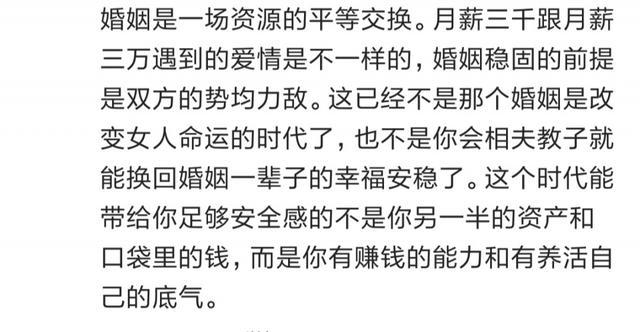 婚姻是一场资源的平等交换。月薪三千跟月薪
三万遇到的爱情是不一样的，婚姻稳固的前提
是双方的势均力敌。这已经不是那个婚姻是改
变女人命运的时代了，也不是你会相夫教子就
能换回婚姻一辈子的幸福安稳了。这个时代能
带给你足够安全感的不是你另一半的资产和
口袋里的钱，而是你有赚钱的能力和有养活自
己的底气。